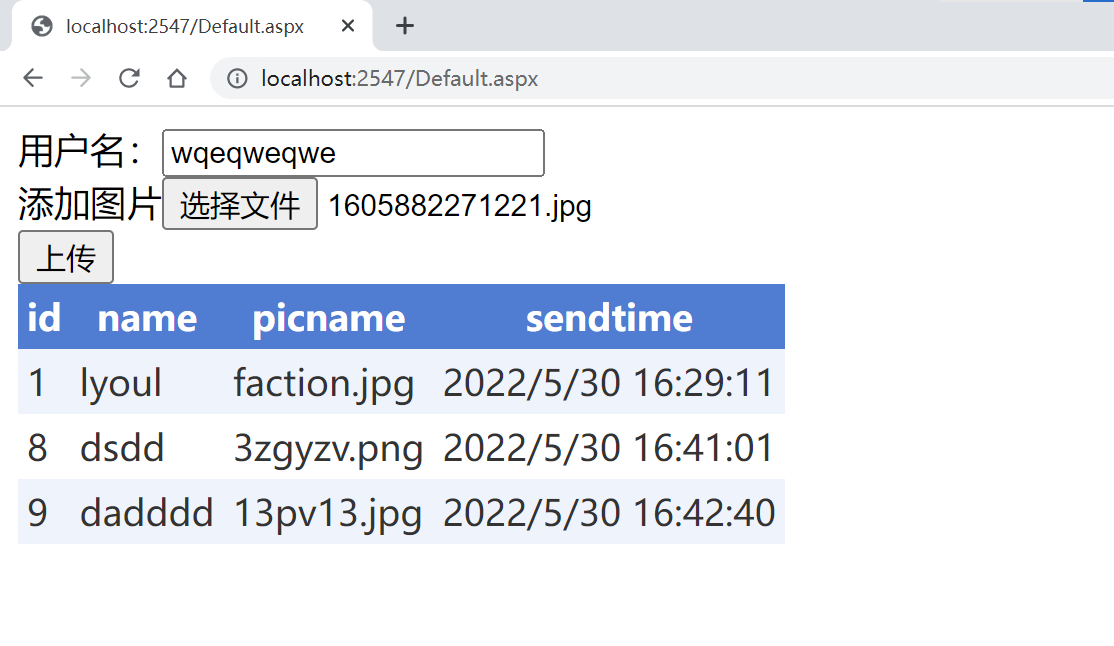 localhost:2547/Default.aspx
localhost:2547/Default.aspx
用户名： wqeqweqwe
添加图片 选择文件 1605882271221.jpg
上传
id name picname sendtime
1 lyoul faction.jpg 2022/5/30 16:29:11
8 dsdd 3zgyzv.png 2022/5/30 16:41:01
9 dadddd 13pv13.jpg 2022/5/30 16:42:40